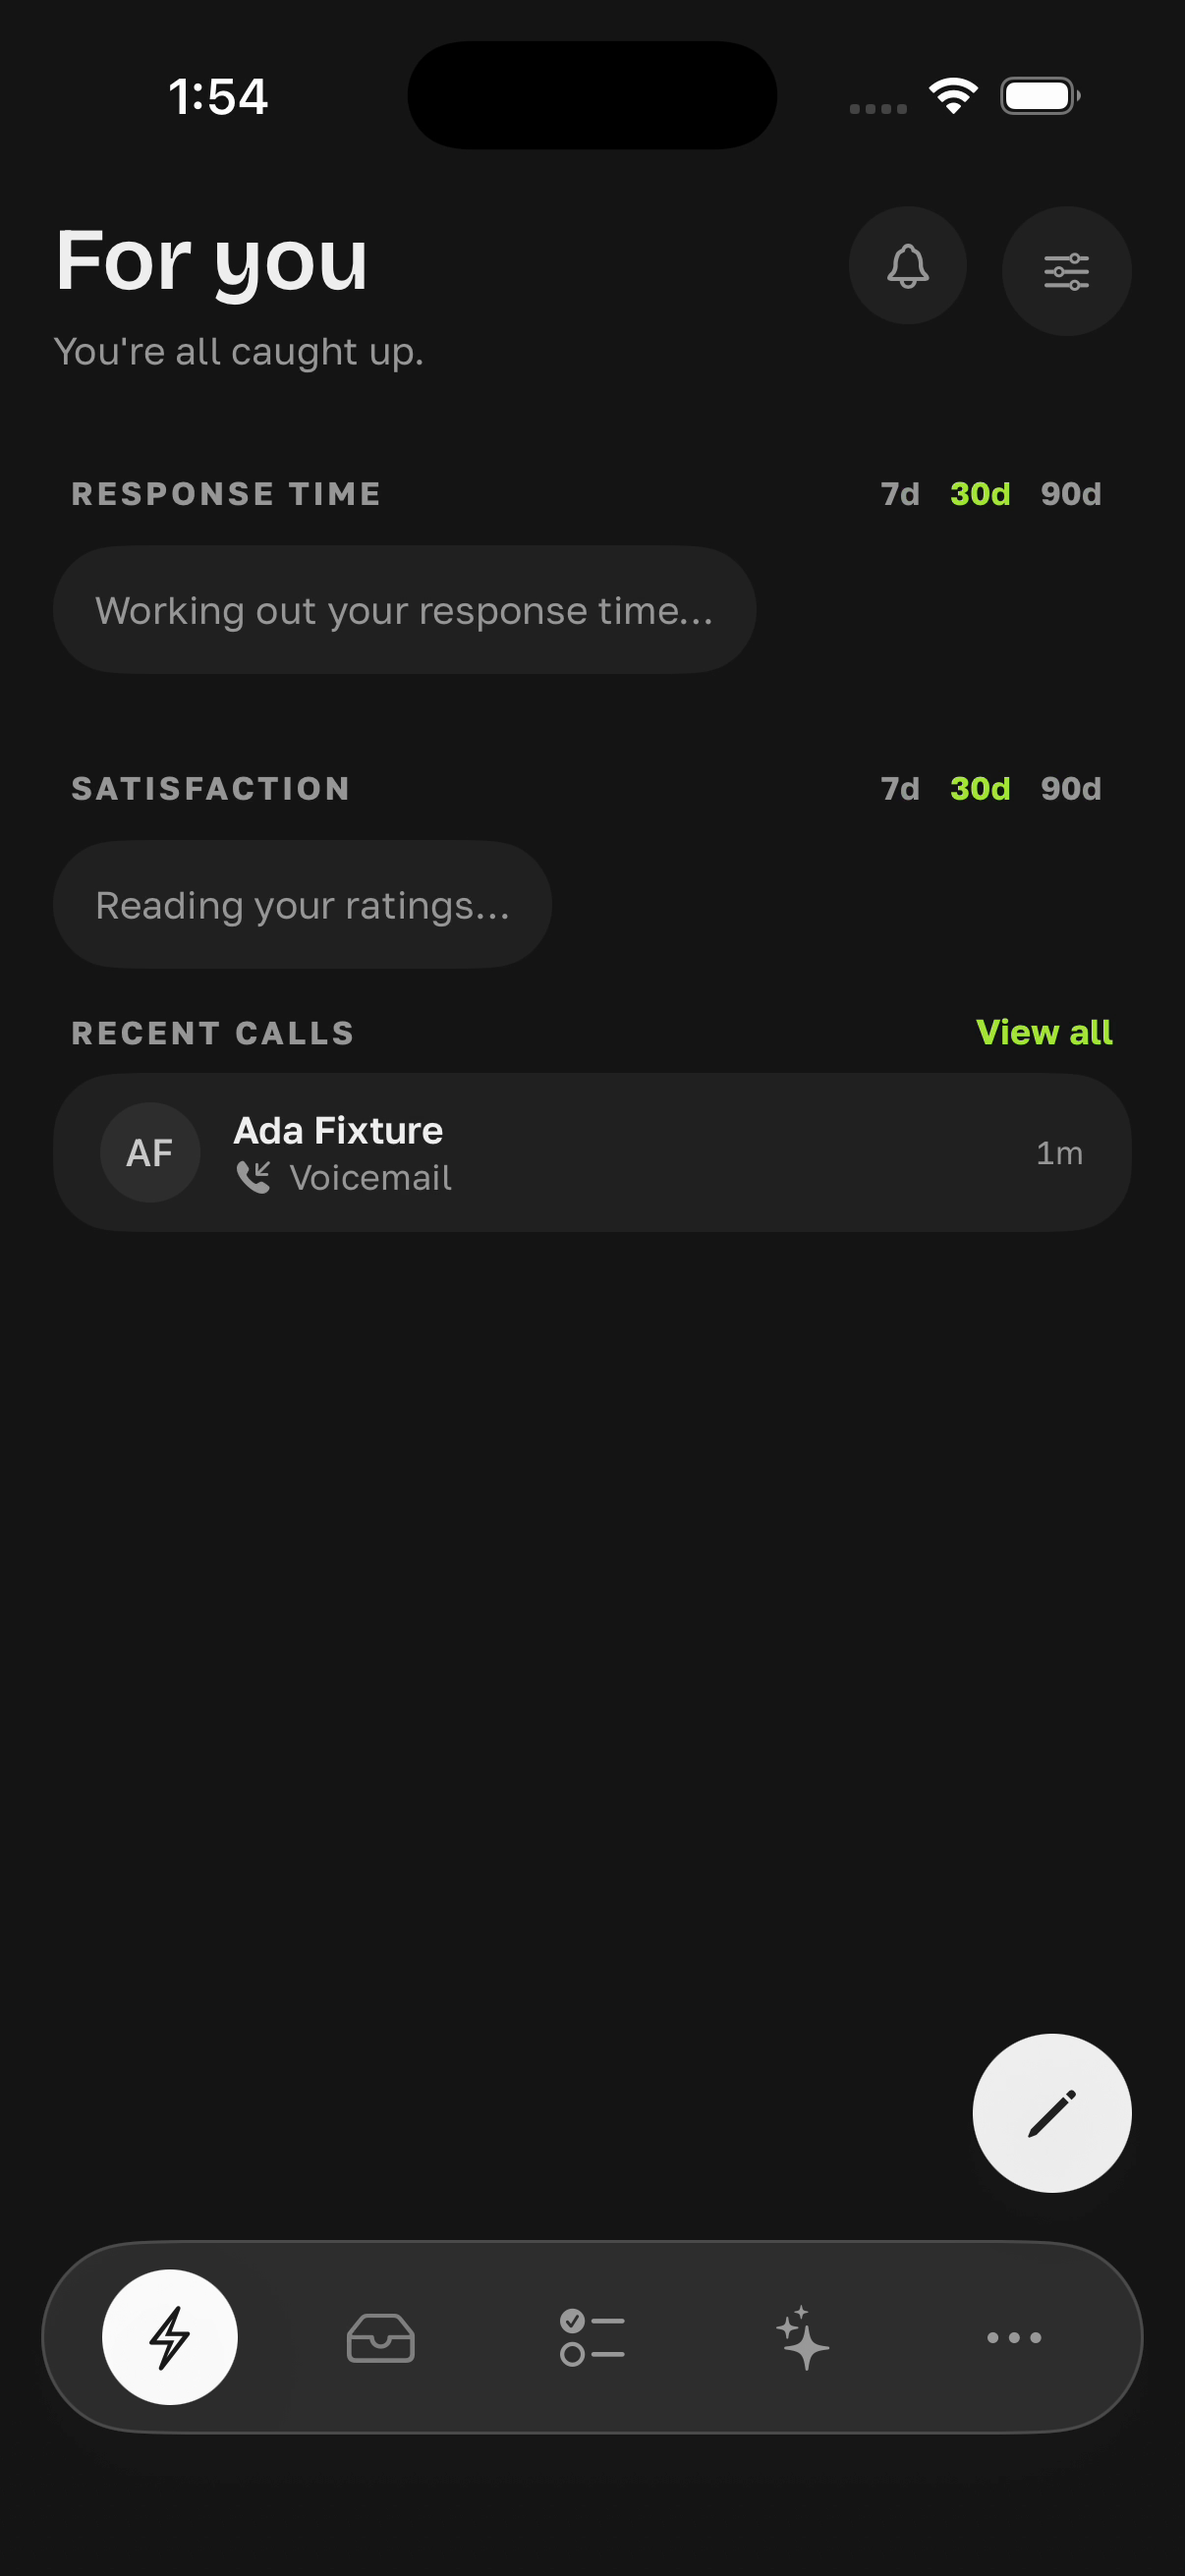 1:54
For you
You're all caught up.
RESPONSE TIME 7d 30d 90d
Working out your response time...
SATISFACTION 7d 30d 90d
Reading your ratings...
RECENT CALLS View all
AF Ada Fixture 1m
Voicemail